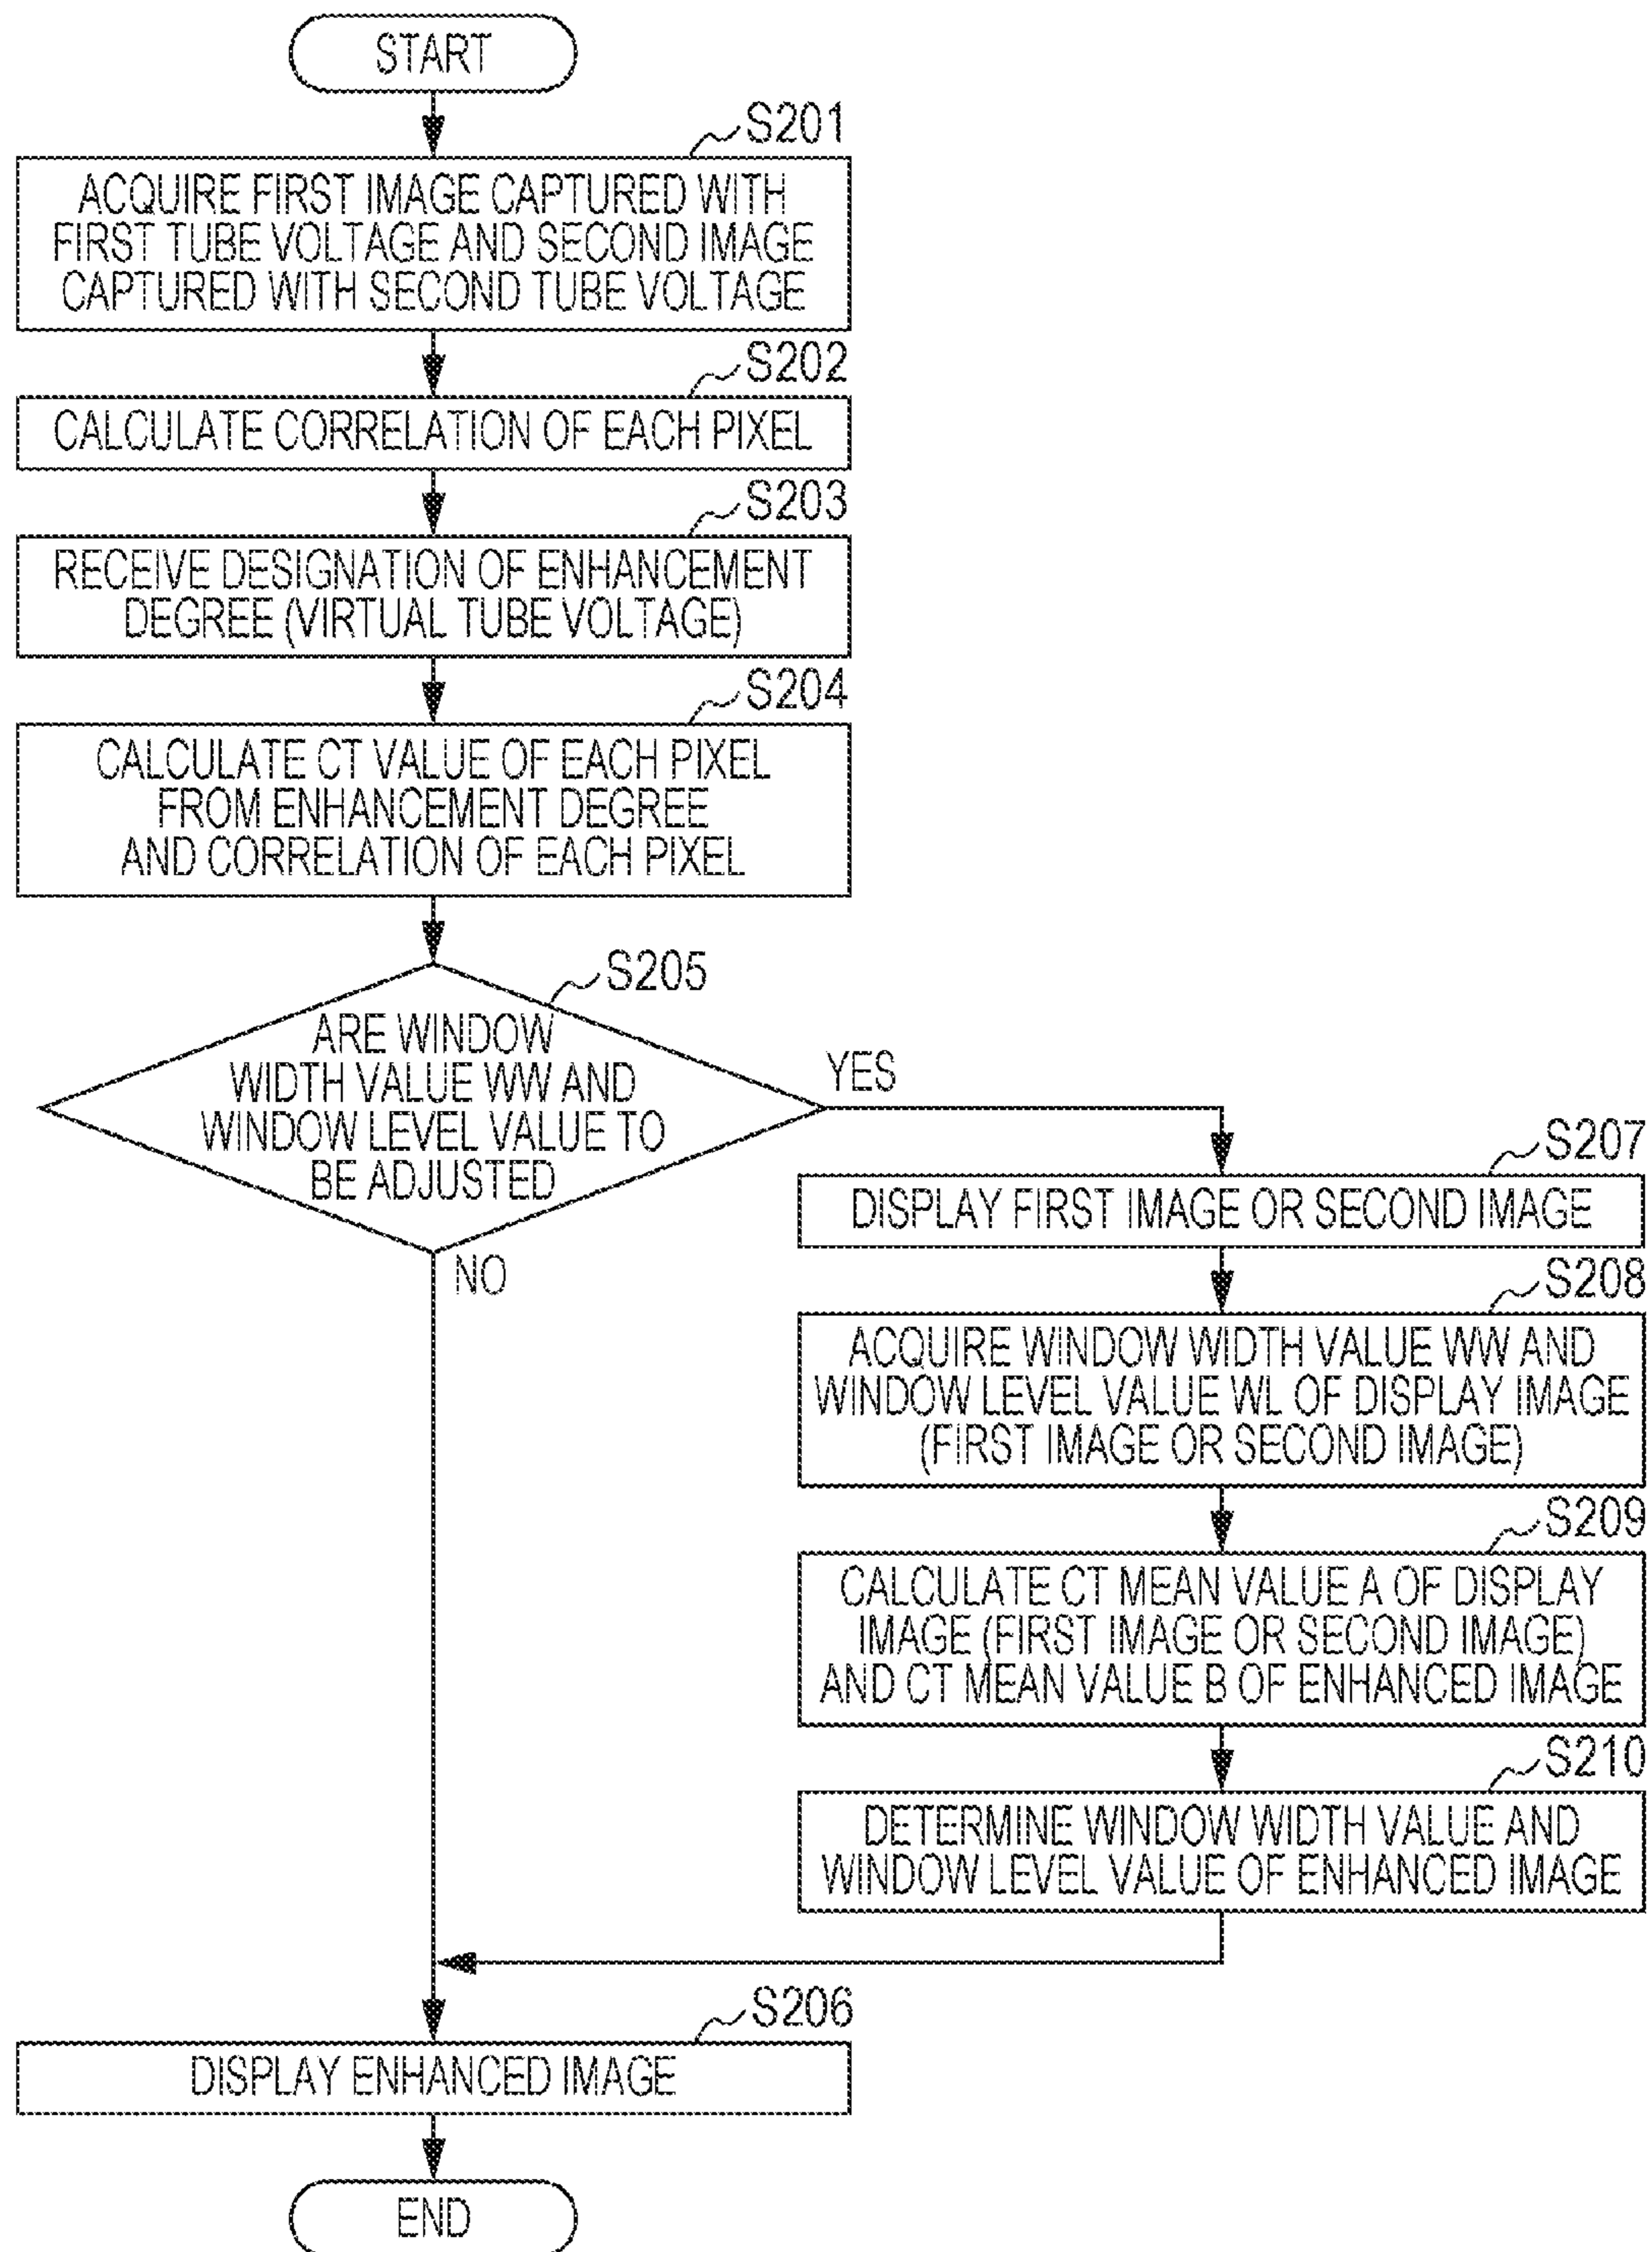 START
S201
ACQUIRE FIRST IMAGE CAPTURED WITH
FIRST TUBE VOLTAGE AND SECOND IMAGE
CAPTURED WITH SECOND TUBE VOLTAGE
S202
CALCULATE CORRELATION OF EACH PIXEL
S203
RECEIVE DESIGNATION OF ENHANCEMENT
DEGREE (VIRTUAL TUBE VOLTAGE)
S204
CALCULATE CT VALUE OF EACH PIXEL
FROM ENHANCEMENT DEGREE
AND CORRELATION OF EACH PIXEL
S205
ARE WINDOW
WIDTH VALUE WW AND
WINDOW LEVEL VALUE TO
BE ADJUSTED
YES
NO
S207
DISPLAY FIRST IMAGE OR SECOND IMAGE
S208
ACQUIRE WINDOW WIDTH VALUE WW AND
WINDOW LEVEL VALUE WL OF DISPLAY IMAGE
(FIRST IMAGE OR SECOND IMAGE)
S209
CALCULATE CT MEAN VALUE A OF DISPLAY
IMAGE (FIRST IMAGE OR SECOND IMAGE)
AND CT MEAN VALUE B OF ENHANCED IMAGE
S210
DETERMINE WINDOW WIDTH VALUE AND
WINDOW LEVEL VALUE OF ENHANCED IMAGE
S206
DISPLAY ENHANCED IMAGE
END